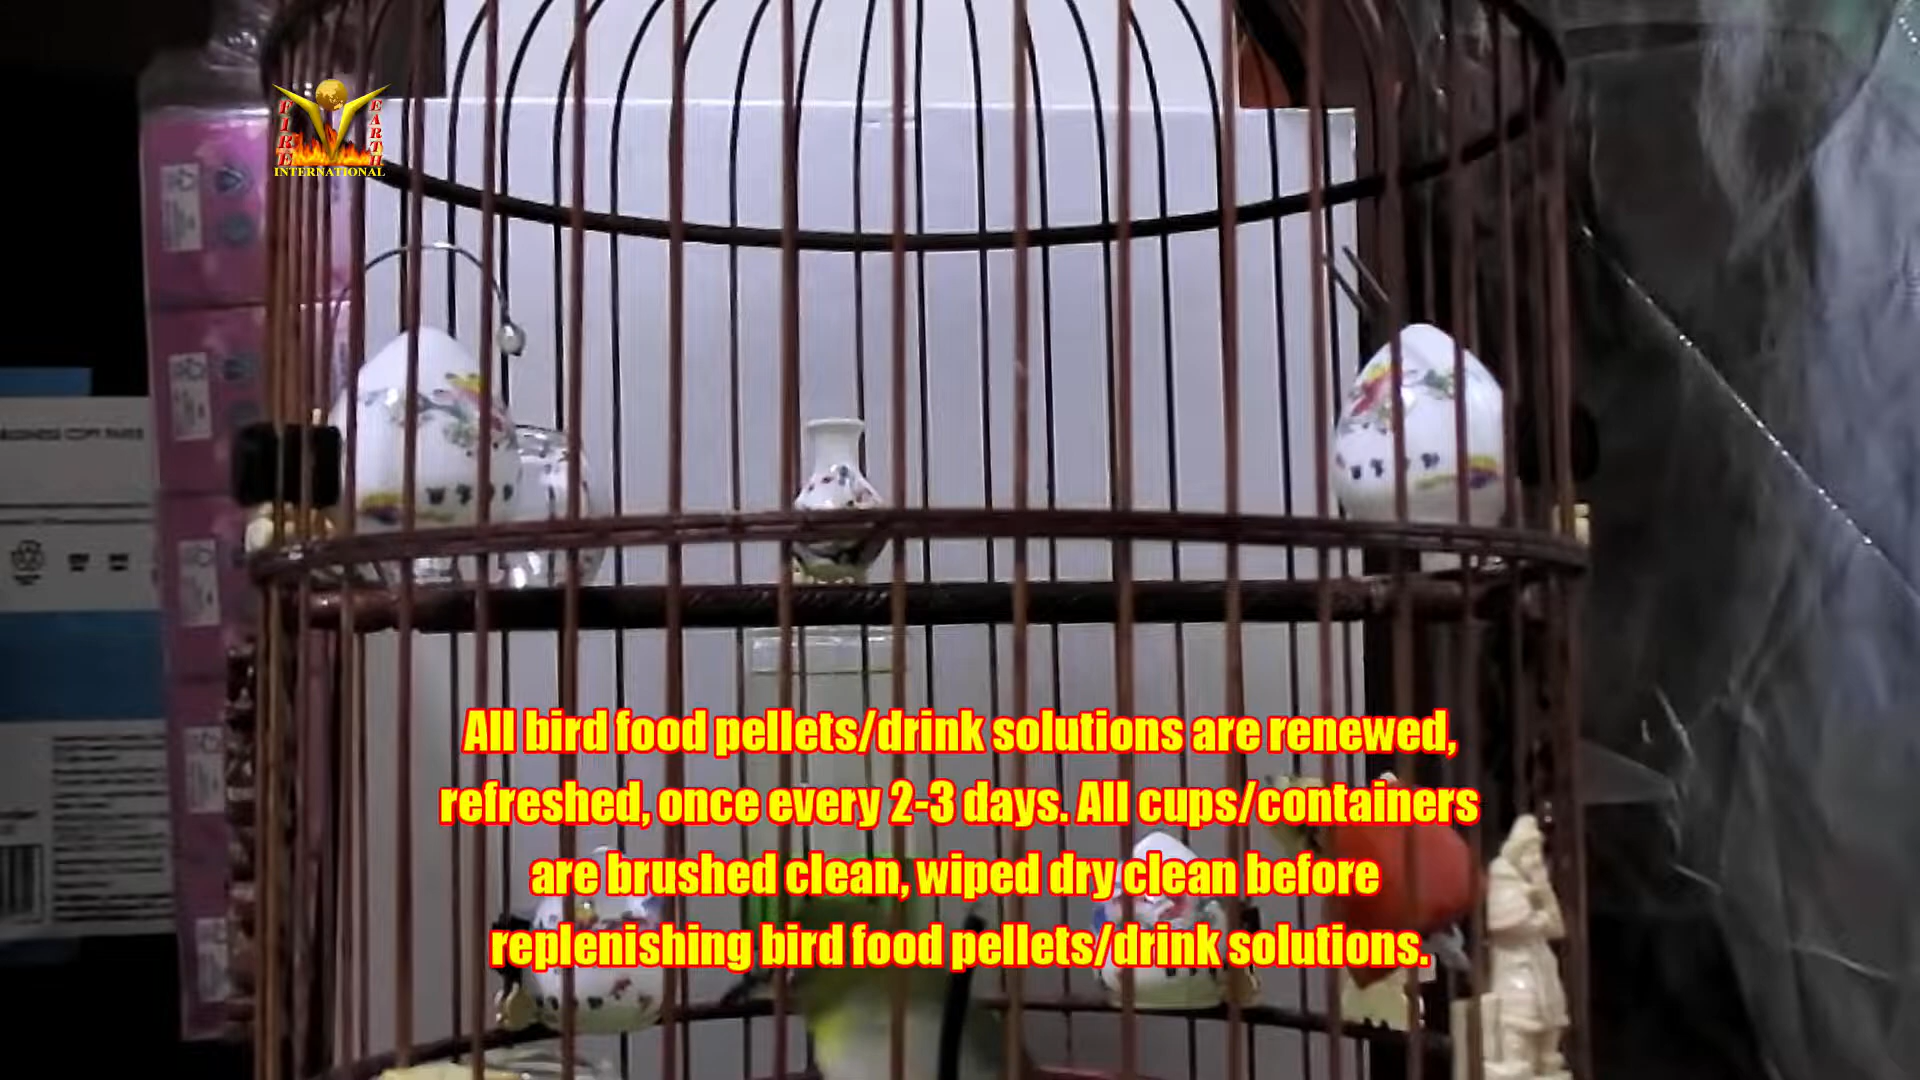 FIRE
EARTH
INTERNATIONAL
All bird food pellets/drink solutions are renewed,
refreshed, once every 2-3 days. All cups/containers
are brushed clean, wiped dry clean before
replenishing bird food pellets/drink solutions.